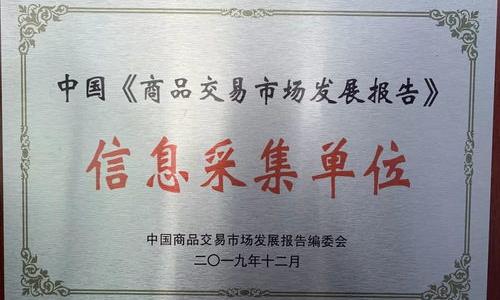 中国《商品交易市场发展报告》
信息采集单位
中国商品交易市场发展报告编委会
二〇一九年十二月